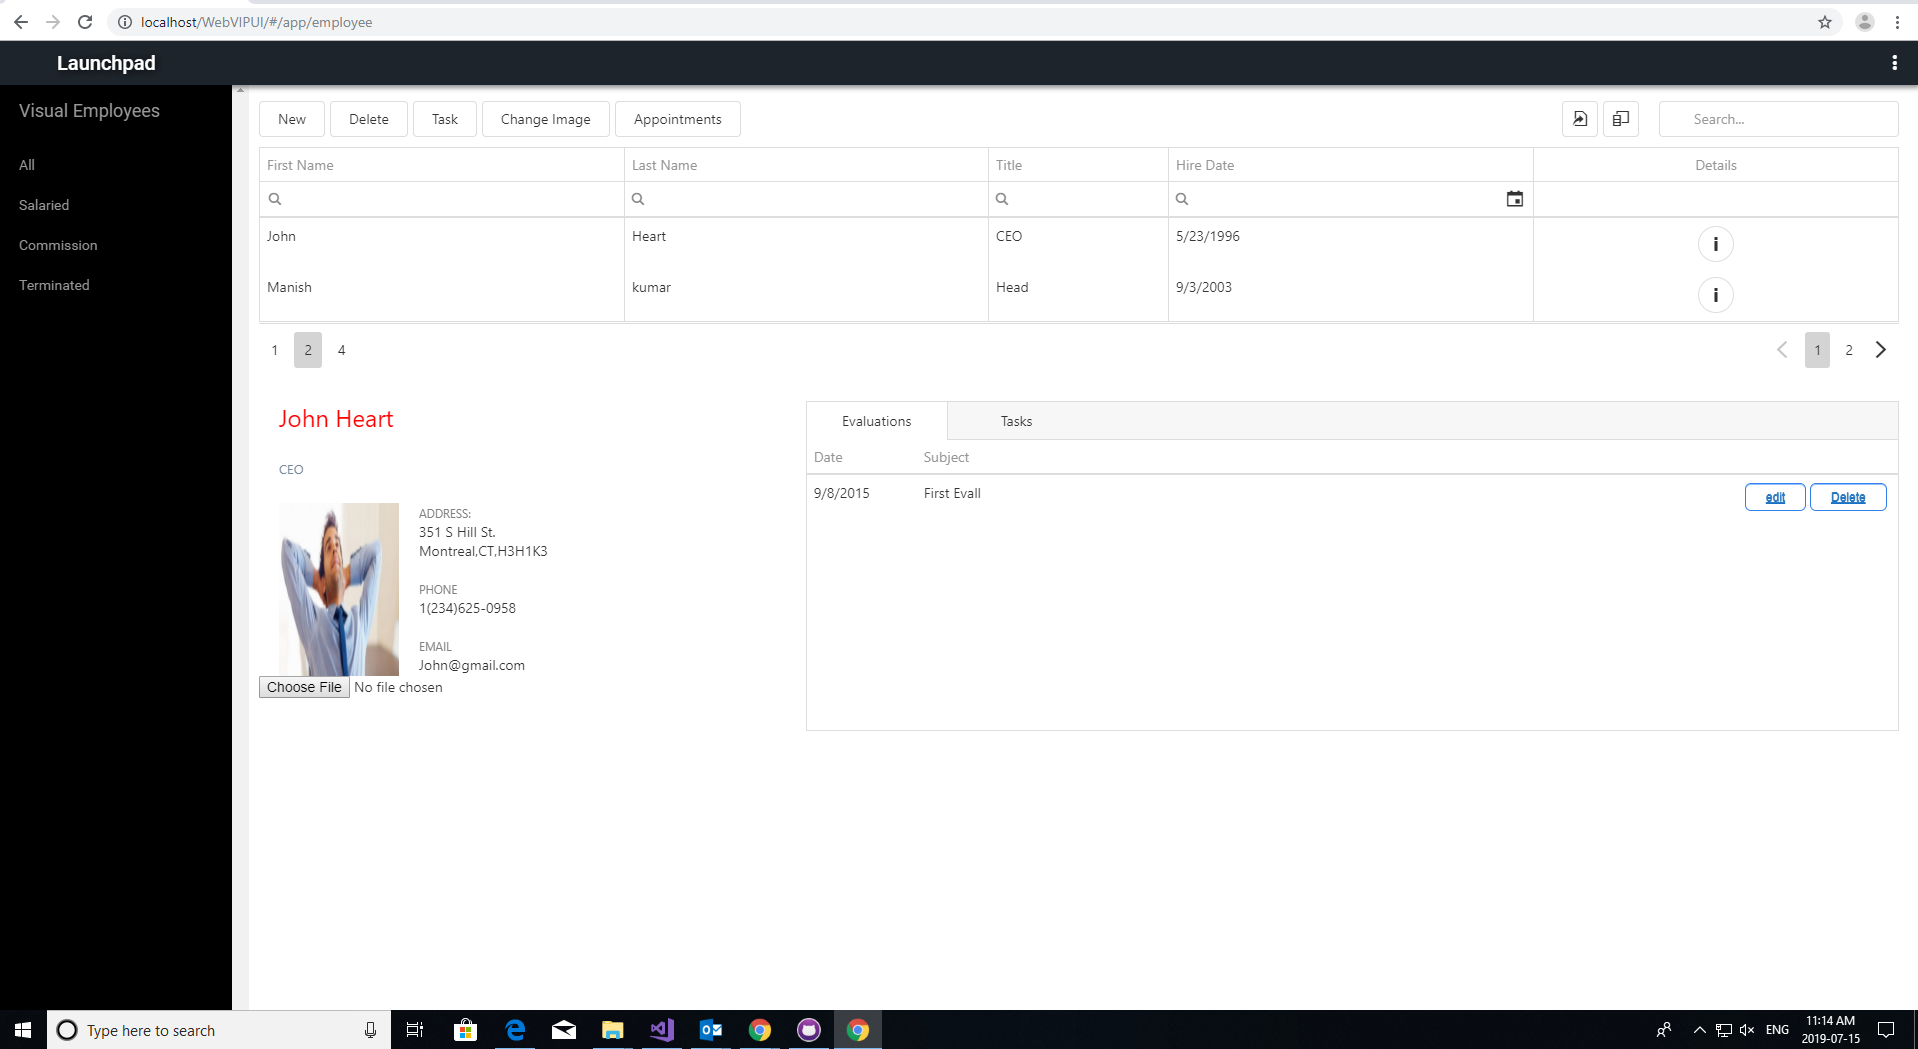 localhost/WebVIPUI/#/app/employee
Launchpad
Visual Employees
All
Salaried
Commission
Terminated
New Delete Task Change Image Appointments Search...
First Name Last Name Title Hire Date Details
John Heart CEO 5/23/1996 i
Manish kumar Head 9/3/2003 i
1 2 4 1 2
John Heart
CEO
ADDRESS:
351 S Hill St.
Montreal,CT,H3H1K3
PHONE
1(234)625-0958
EMAIL
John@gmail.com
Choose File No file chosen
Evaluations Tasks
Date Subject
9/8/2015 First Evall edit Delete
Type here to search
ENG
11:14 AM
2019-07-15